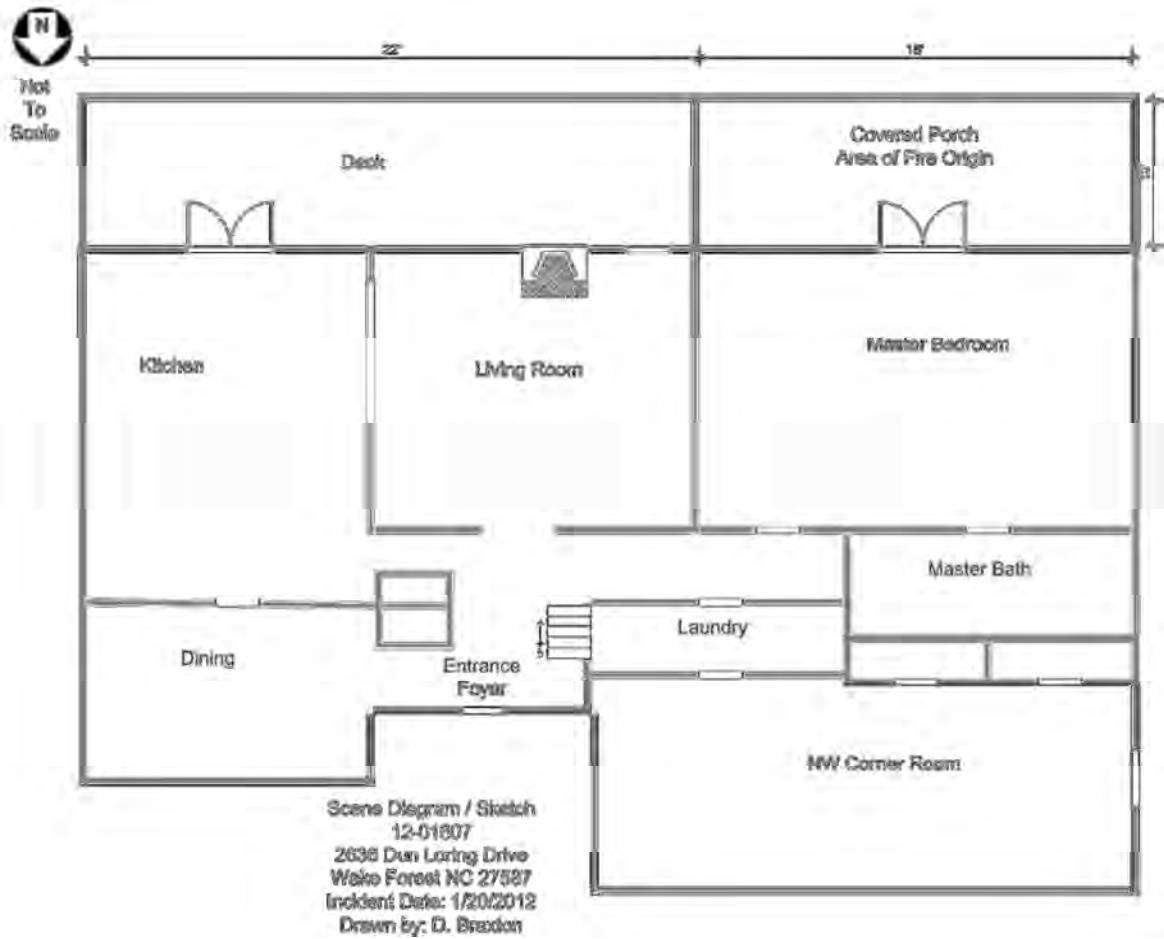 N
Not
To
Scale
22'
Deck
Covered Porch
Area of Fire Origin
Kitchen
Living Room
Master Bedroom
Master Bath
Laundry
Dining
Entrance
Foyer
NW Corner Room
Scene Diagram / Sketch
12-01807
2636 Dun Loring Drive
Wake Forest NC 27587
Incident Date: 1/20/2012
Drawn by: D. Braxton